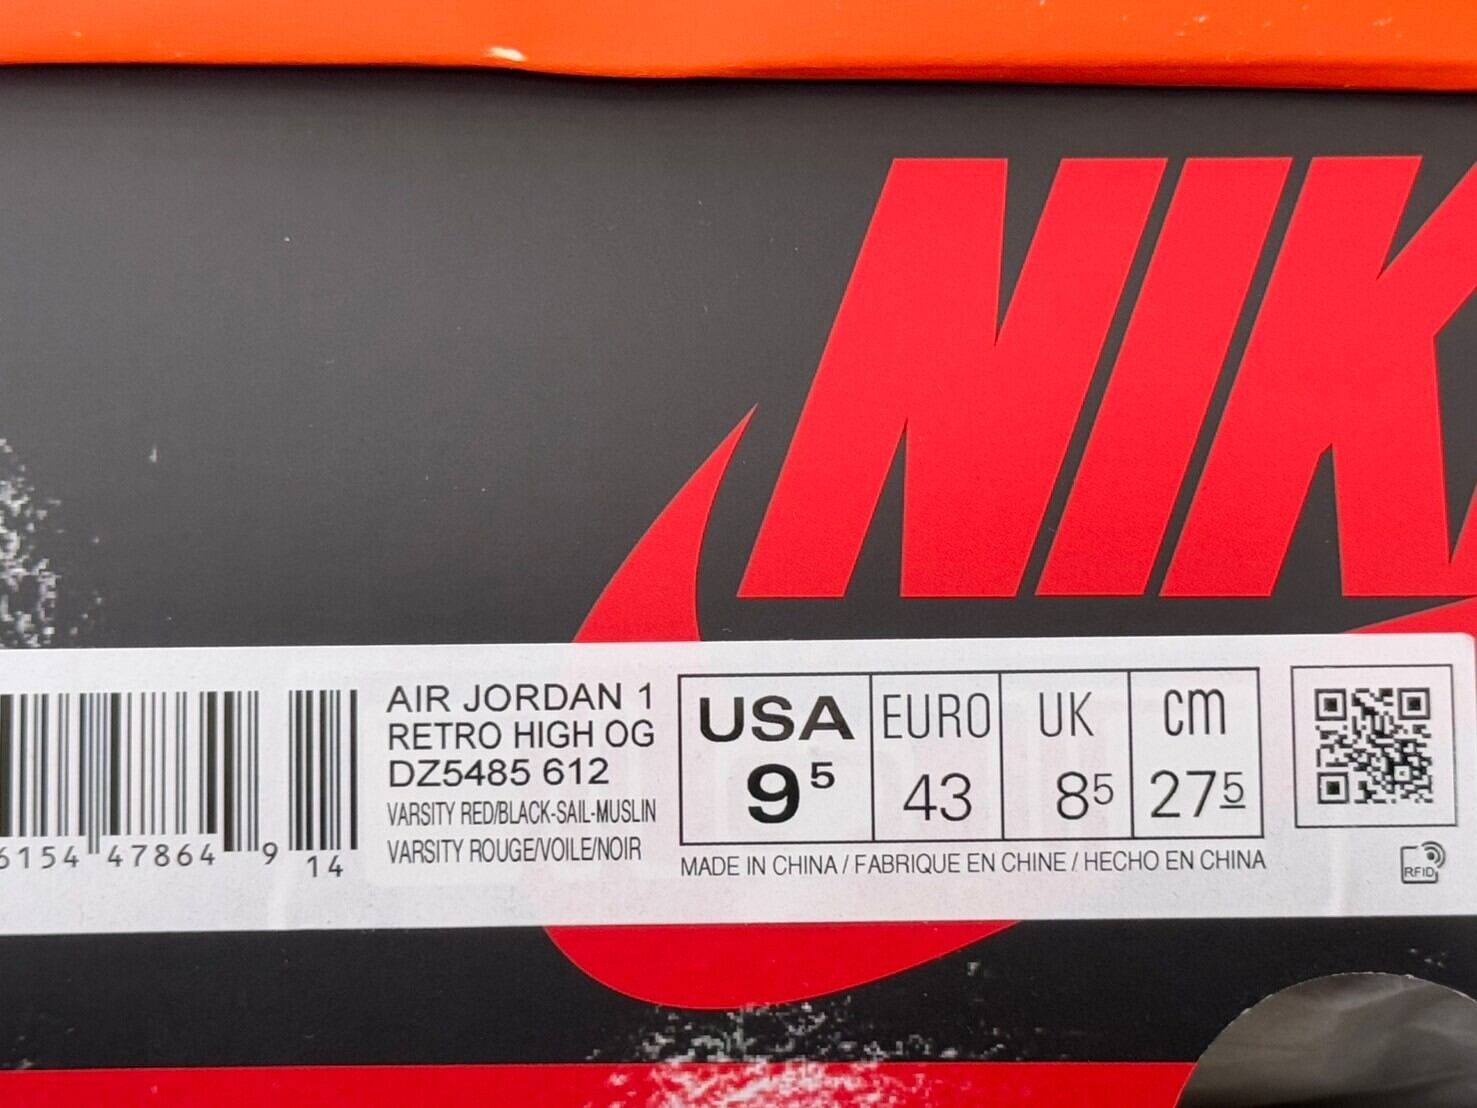 NIK
AIR JORDAN 1
RETRO HIGH OG
DZ5485 612
VARSITY RED/BLACK-SAIL-MUSLIN
VARSITY ROUGE/VOILE/NOIR
6154 47864 9 14
USA EURO UK cm
9⁵ 43 8⁵ 27⁵
MADE IN CHINA / FABRIQUE EN CHINE / HECHO EN CHINA
RFID